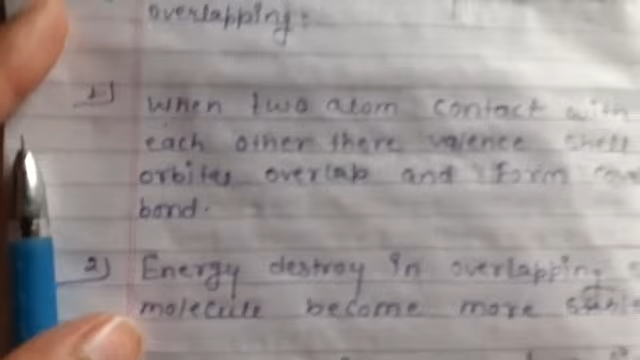 overlapping:
1) When two atom contact with
each other there valence shell
orbites overlap and form
bond.
2) Energy destroy in overlapping
molecule become more